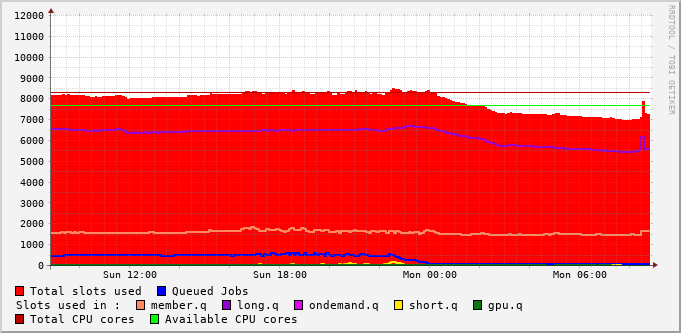 12000
11000
10000
9000
8000
7000
6000
5000
4000
3000
2000
1000
0
Sun 12:00 Sun 18:00 Mon 00:00 Mon 06:00
Total slots used Queued Jobs
Slots used in : member.q long.q ondemand.q short.q gpu.q
Total CPU cores Available CPU cores
RRDTOOL / TOBI OETIKER